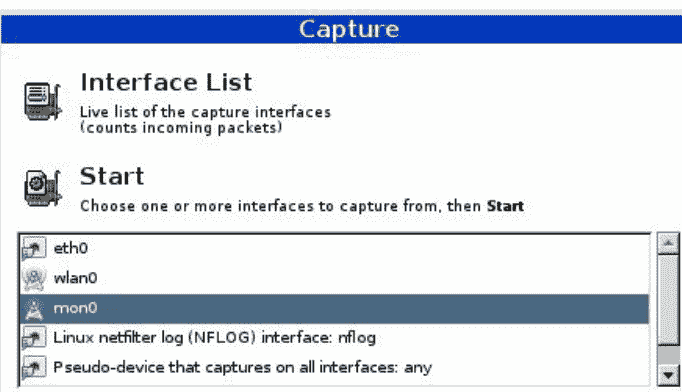 Capture
Interface List
Live list of the capture interfaces
(counts incoming packets)
Start
Choose one or more interfaces to capture from, then Start
eth0
wlan0
mon0
Linux netfilter log (NFLOG) interface: nflog
Pseudo-device that captures on all interfaces: any